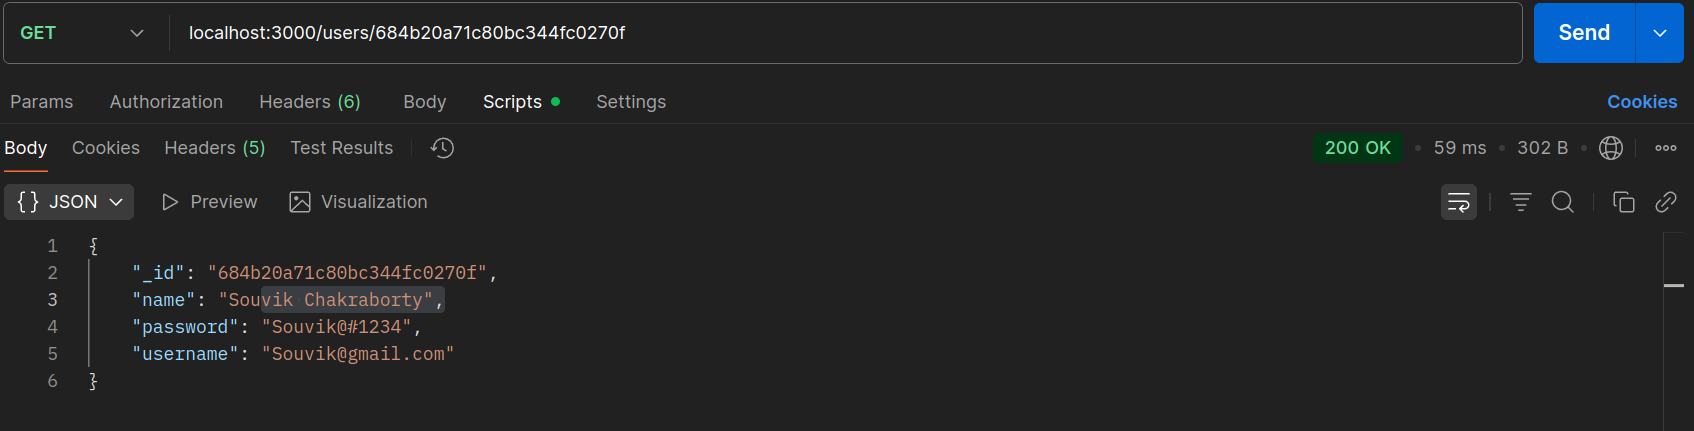 GET localhost:3000/users/684b20a71c80bc344fc0270f Send
Params Authorization Headers (6) Body Scripts Settings Cookies
Body Cookies Headers (5) Test Results 200 OK 59 ms 302 B
{} JSON Preview Visualization
1 {
2 "_id": "684b20a71c80bc344fc0270f",
3 "name": "Souvik Chakraborty",
4 "password": "Souvik@#1234",
5 "username": "Souvik@gmail.com"
6 }